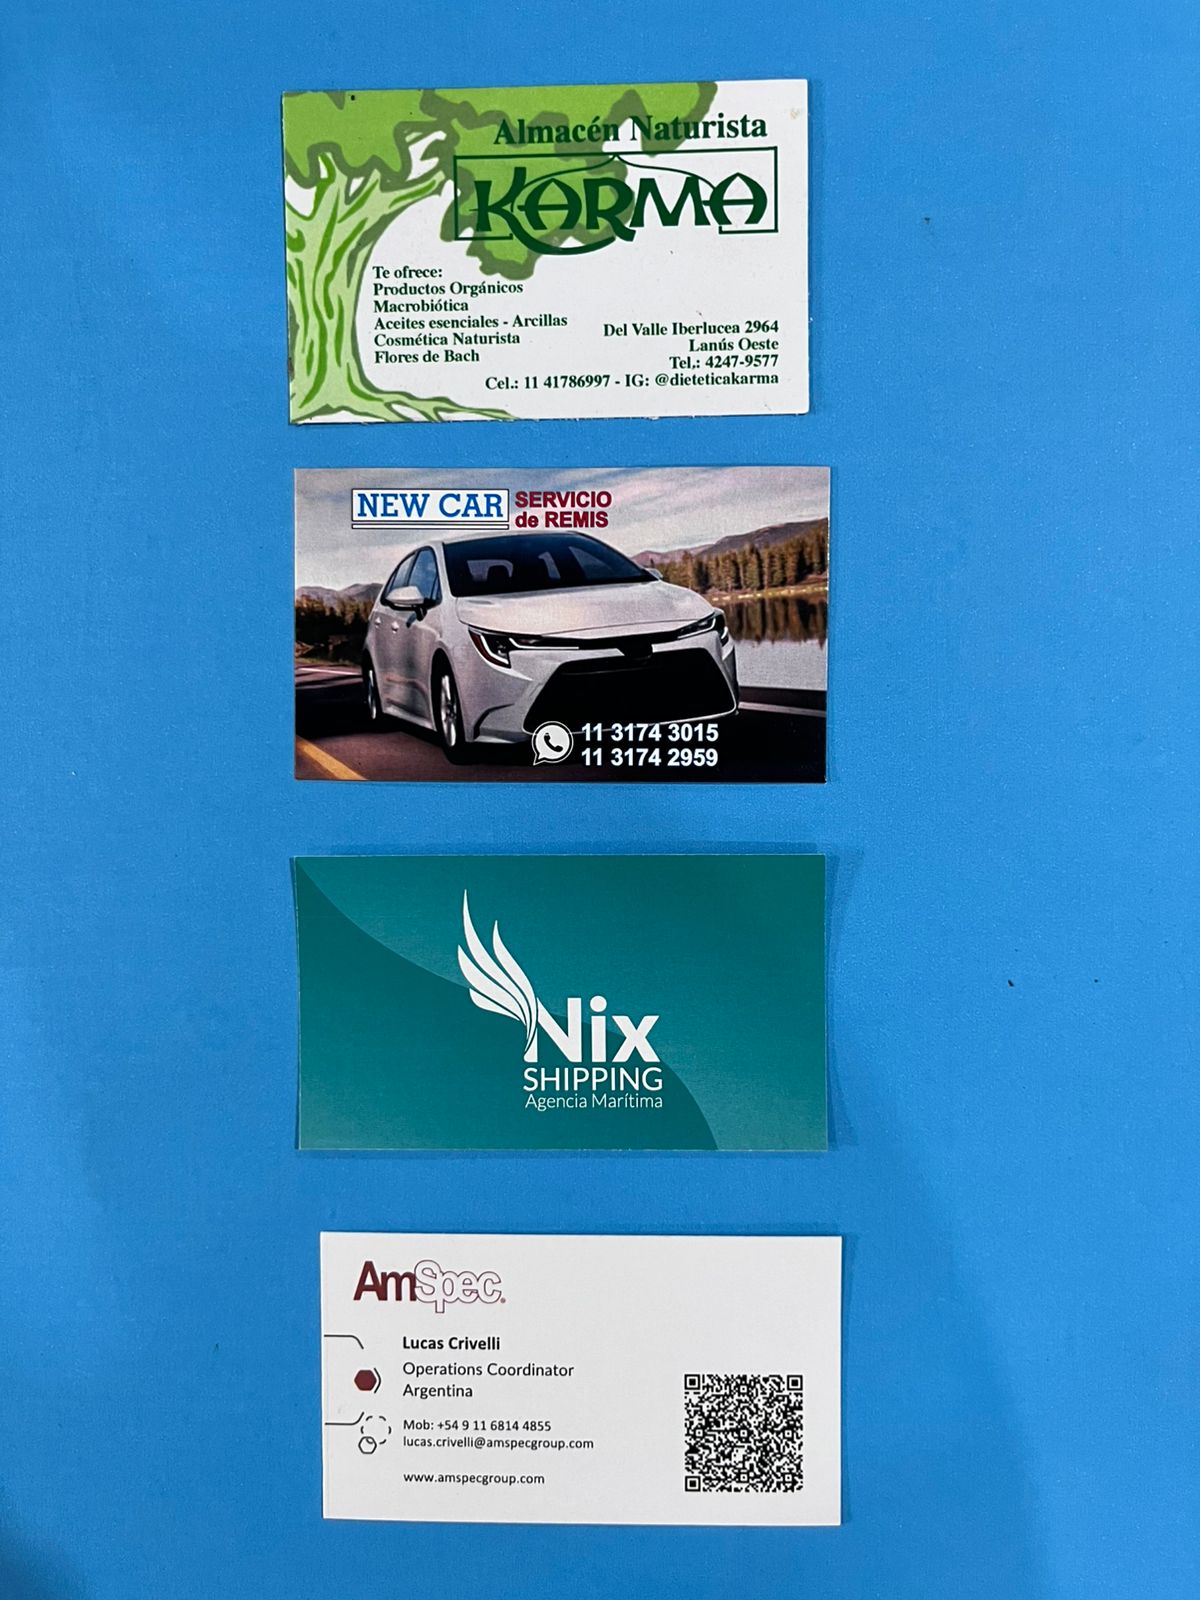 Almacén Naturista
KARMA
Te ofrece:
Productos Orgánicos
Macrobiótica
Aceites esenciales - Arcillas
Cosmética Naturista
Flores de Bach
Del Valle Iberlucea 2964
Lanús Oeste
Tel.: 4247-9577
Cel.: 11 41786997 - IG: @dieteticakarma
NEW CAR
SERVICIO
de REMIS
11 3174 3015
11 3174 2959
Nix
SHIPPING
Agencia Marítima
AmSpec®
Lucas Crivelli
Operations Coordinator
Argentina
Mob: +54 9 11 6814 4855
lucas.crivelli@amspecgroup.com
www.amspecgroup.com